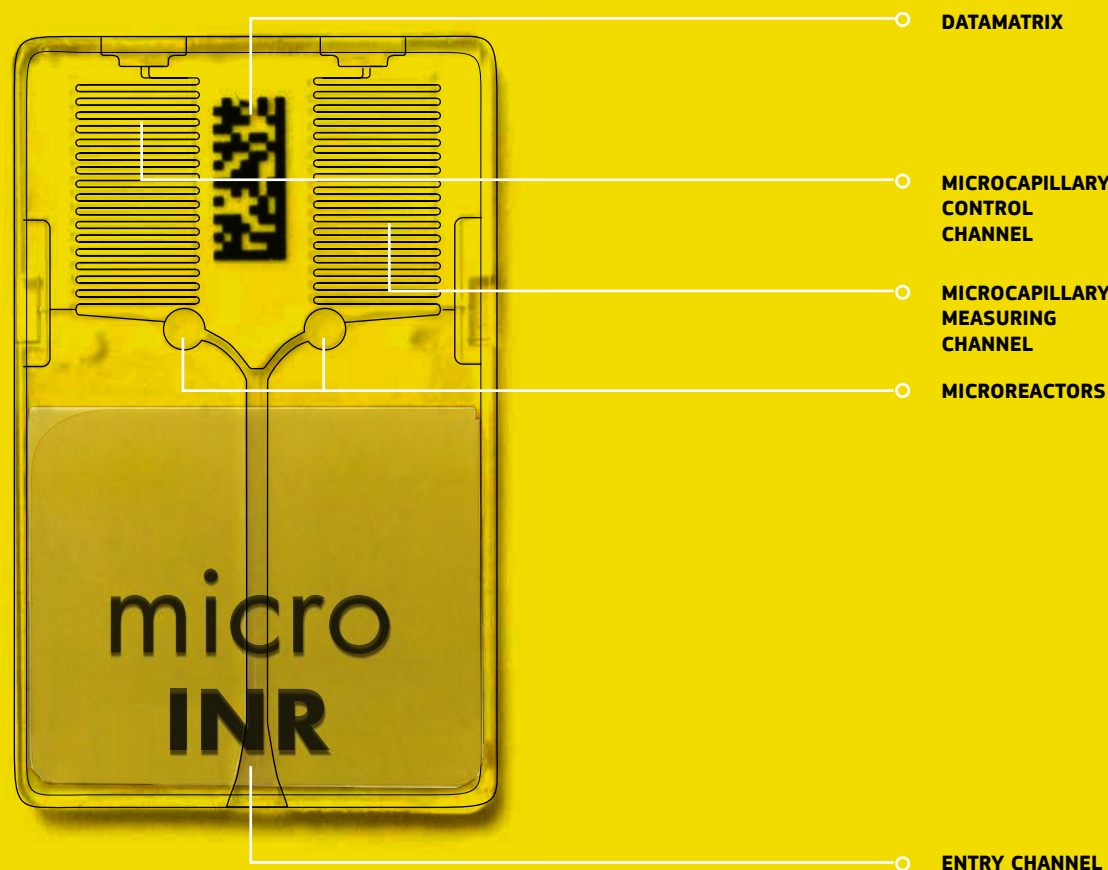 DATAMATRIX
MICROCAPILLARY
CONTROL
CHANNEL
MICROCAPILLARY
MEASURING
CHANNEL
MICROREACTORS
micro
INR
ENTRY CHANNEL